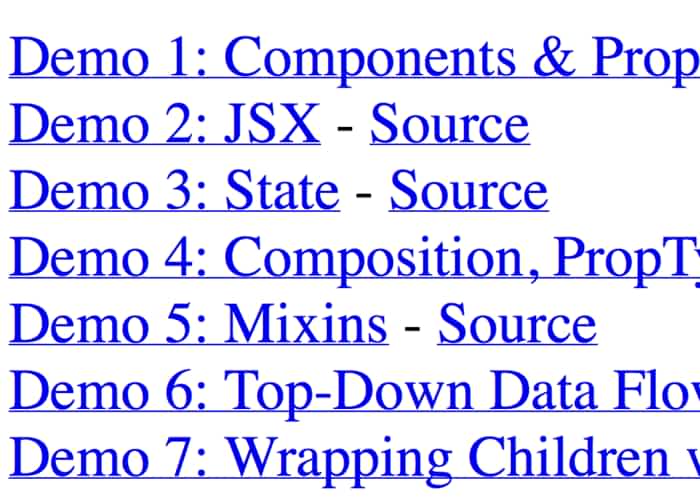 Demo 1: Components & Prop
Demo 2: JSX - Source
Demo 3: State - Source
Demo 4: Composition, PropTy
Demo 5: Mixins - Source
Demo 6: Top-Down Data Flow
Demo 7: Wrapping Children